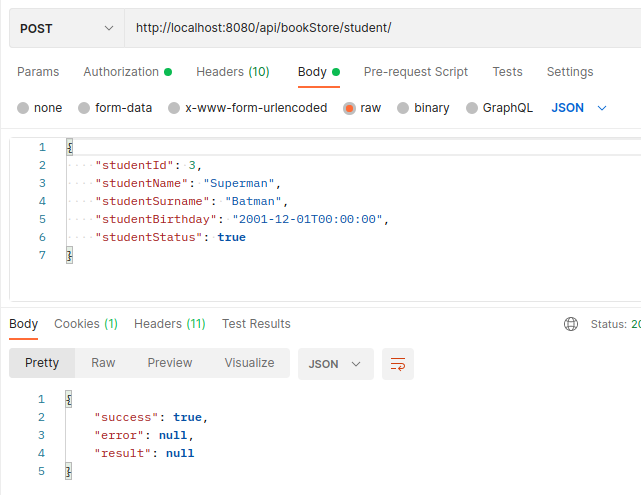 POST http://localhost:8080/api/bookStore/student/
Params Authorization Headers (10) Body Pre-request Script Tests Settings
none form-data x-www-form-urlencoded raw binary GraphQL JSON
1 {
2 "studentId": 3,
3 "studentName": "Superman",
4 "studentSurname": "Batman",
5 "studentBirthday": "2001-12-01T00:00:00",
6 "studentStatus": true
7 }
Body Cookies (1) Headers (11) Test Results Status: 20
Pretty Raw Preview Visualize JSON
1 {
2 "success": true,
3 "error": null,
4 "result": null
5 }